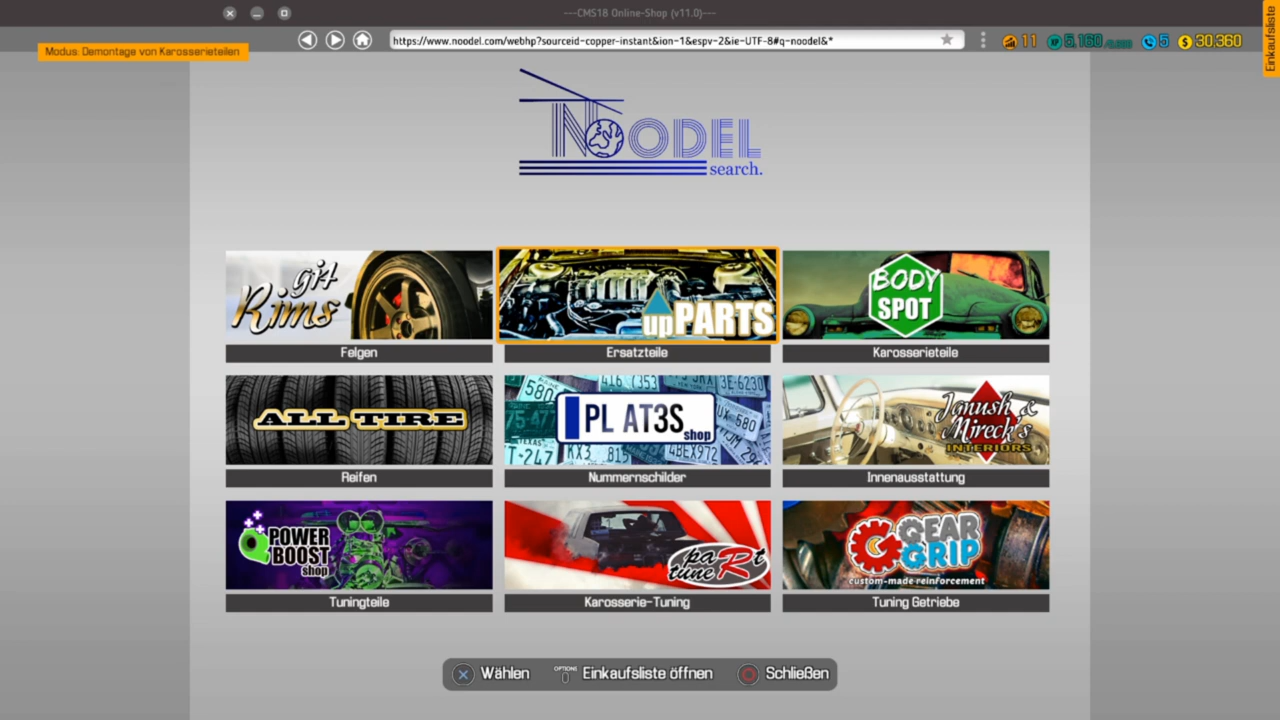 ---CMS18 Online-Shop (v11.0)---
Modus: Demontage von Karosserieteilen
https://www.noodel.com/webhp?sourceid-copper-instant&ion-1&espv-2&ie-UTF-8#q-noodel&*
11
5,160
5
30,360
Einkaufsliste
NOODEL
search.
git Rims
upPARTS
BODY
SPOT
Felgen
Ersatzteile
Karosserieteile
ALL TIRE
PL AT3S
shop
Janush &
Mireck's
INTERIORS
Reifen
Nummernschilder
Innenausstattung
POWER
BOOST
shop
paRt
tuneR
GEAR
GRIP
custom-made reinforcement
Tuningteile
Karosserie-Tuning
Tuning Getriebe
Wählen
OPTIONS
Einkaufsliste öffnen
Schließen